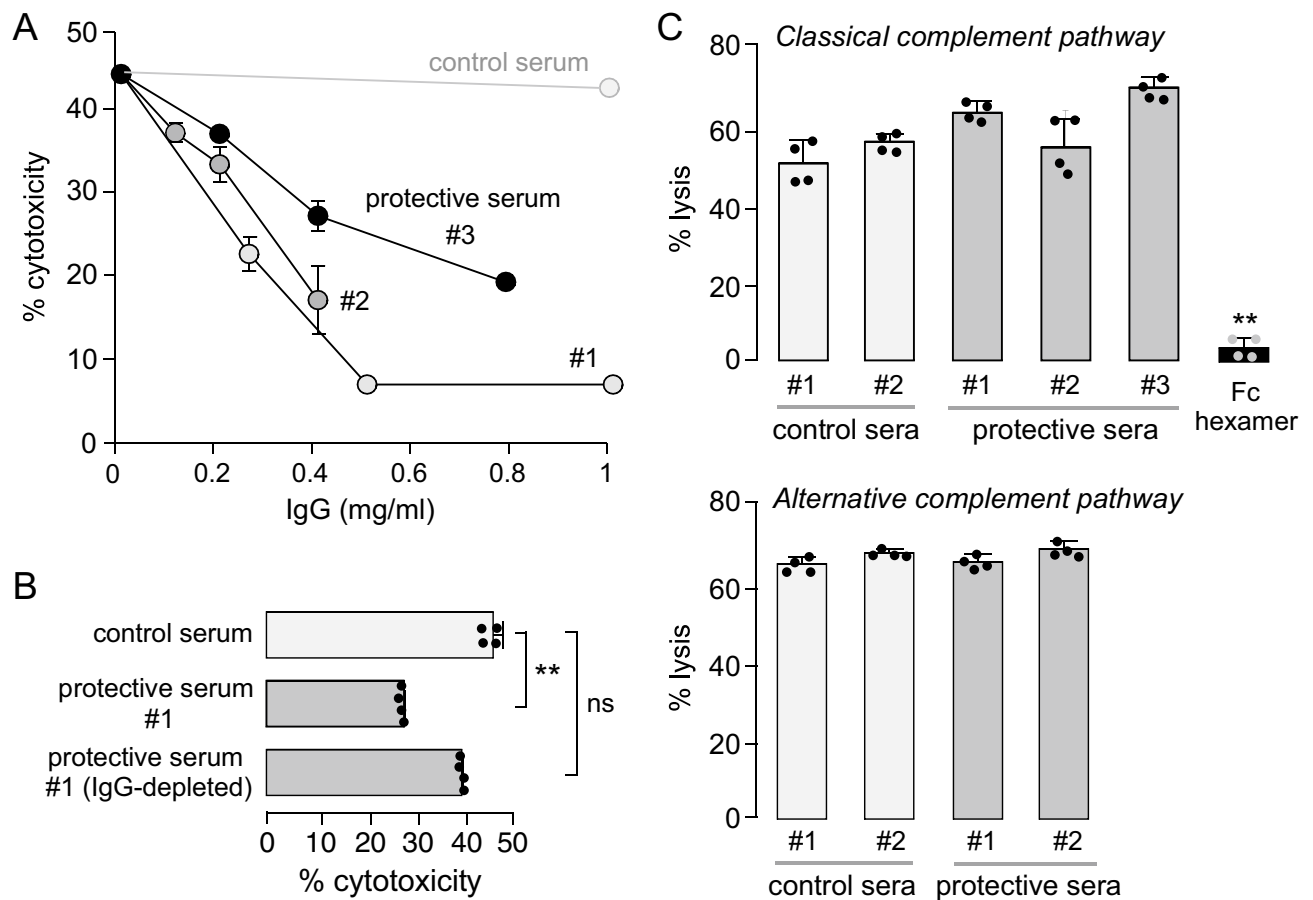 A
50
40
30
20
10
0
% cytotoxicity
control serum
protective serum
#3
#2
#1
0
0.2
0.4
0.6
0.8
1
IgG (mg/ml)
B
control serum
protective serum
#1
protective serum
#1 (IgG-depleted)
**
ns
0 10 20 30 40 50
% cytotoxicity
C
Classical complement pathway
80
60
40
20
0
% lysis
**
#1 #2 #1 #2 #3
Fc
hexamer
control sera
protective sera
Alternative complement pathway
80
60
40
20
0
% lysis
#1 #2 #1 #2
control sera
protective sera